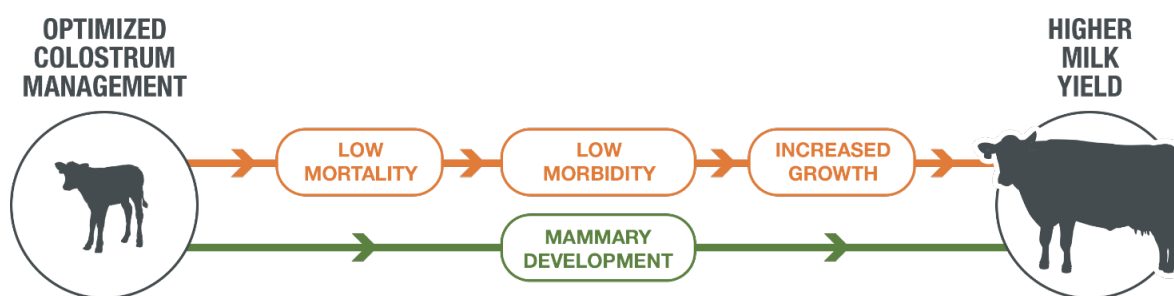 OPTIMIZED
COLOSTRUM
MANAGEMENT
LOW
MORTALITY
LOW
MORBIDITY
INCREASED
GROWTH
MAMMARY
DEVELOPMENT
HIGHER
MILK
YIELD